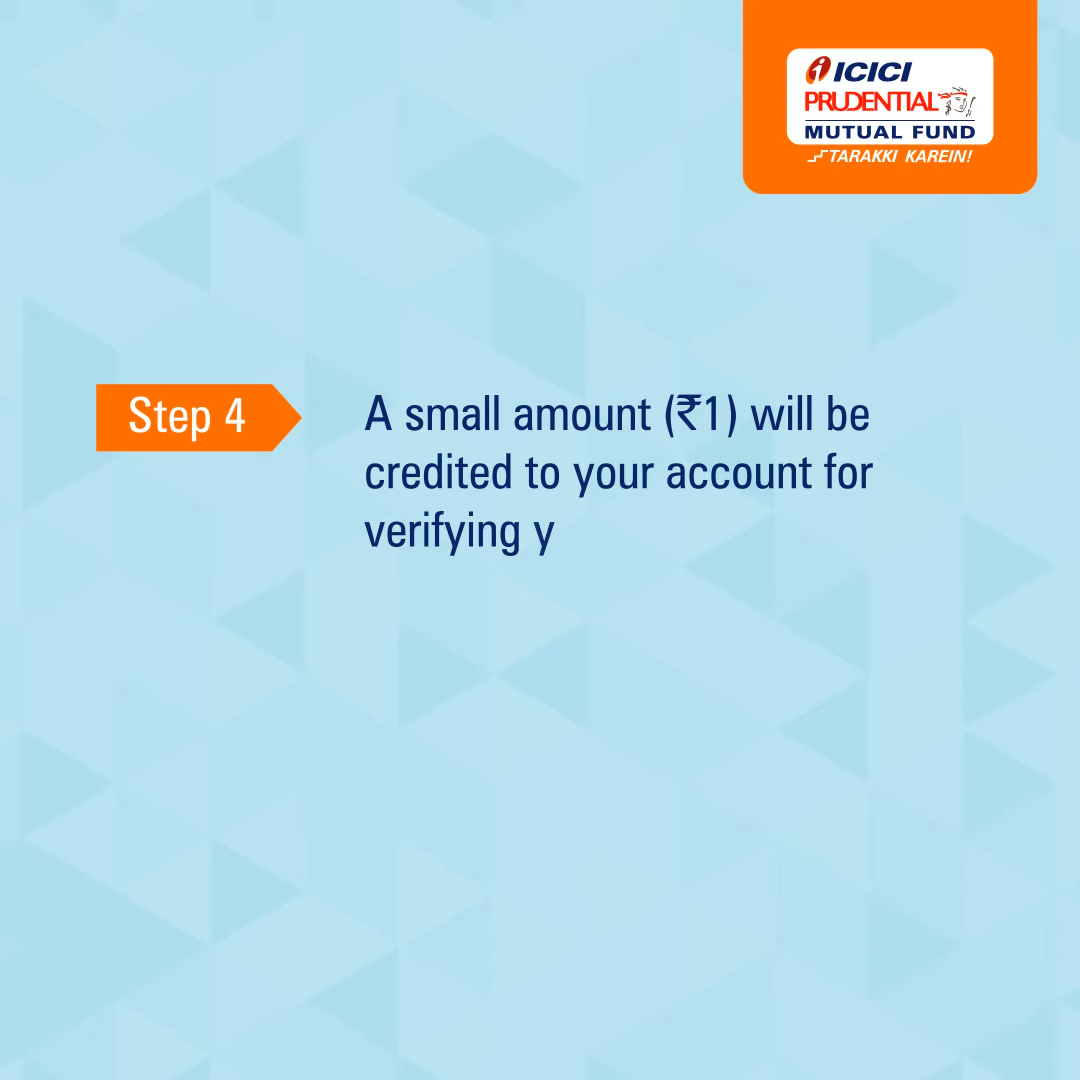 ICICI
PRUDENTIAL
MUTUAL FUND
TARAKKI KAREIN!
Step 4
A small amount (₹1) will be
credited to your account for
verifying y